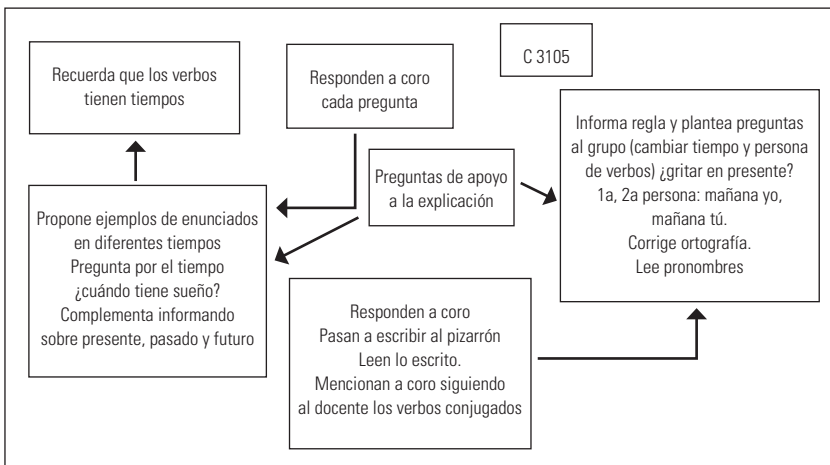 C 3105
Recuerda que los verbos
tienen tiempos
Responden a coro
cada pregunta
Informa regla y plantea preguntas
al grupo (cambiar tiempo y persona
de verbos) ¿gritar en presente?
1a, 2a persona: mañana yo,
mañana tú.
Corrige ortografía.
Lee pronombres
Preguntas de apoyo
a la explicación
Propone ejemplos de enunciados
en diferentes tiempos
Pregunta por el tiempo
¿cuándo tiene sueño?
Complementa informando
sobre presente, pasado y futuro
Responden a coro
Pasan a escribir al pizarrón
Leen lo escrito.
Mencionan a coro siguiendo
al docente los verbos conjugados